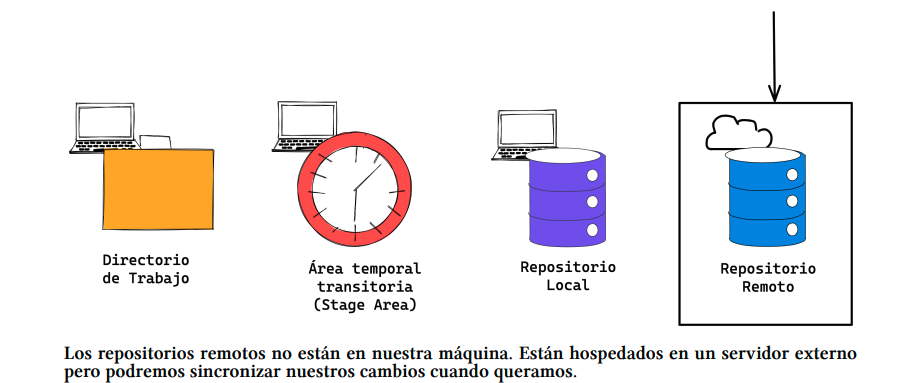 Directorio
de Trabajo
Área temporal
transitoria
(Stage Area)
Repositorio
Local
Repositorio
Remoto
Los repositorios remotos no están en nuestra máquina. Están hospedados en un servidor externo
pero podremos sincronizar nuestros cambios cuando queramos.